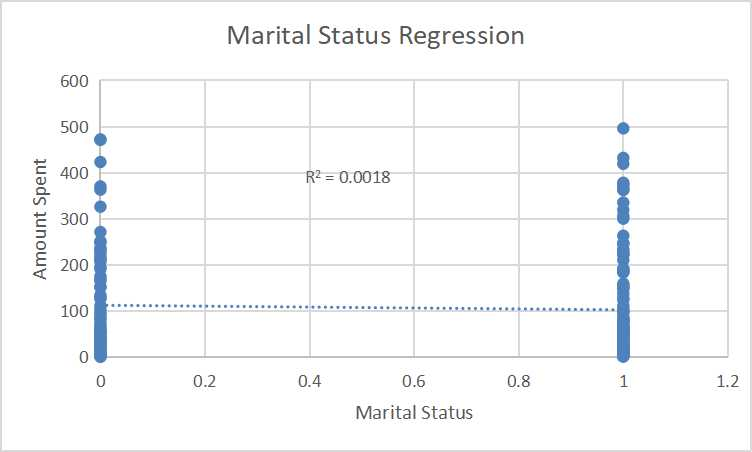 Marital Status Regression
600
500
400
300
200
100
0
Amount Spent
R² = 0.0018
0 0.2 0.4 0.6 0.8 1 1.2
Marital Status